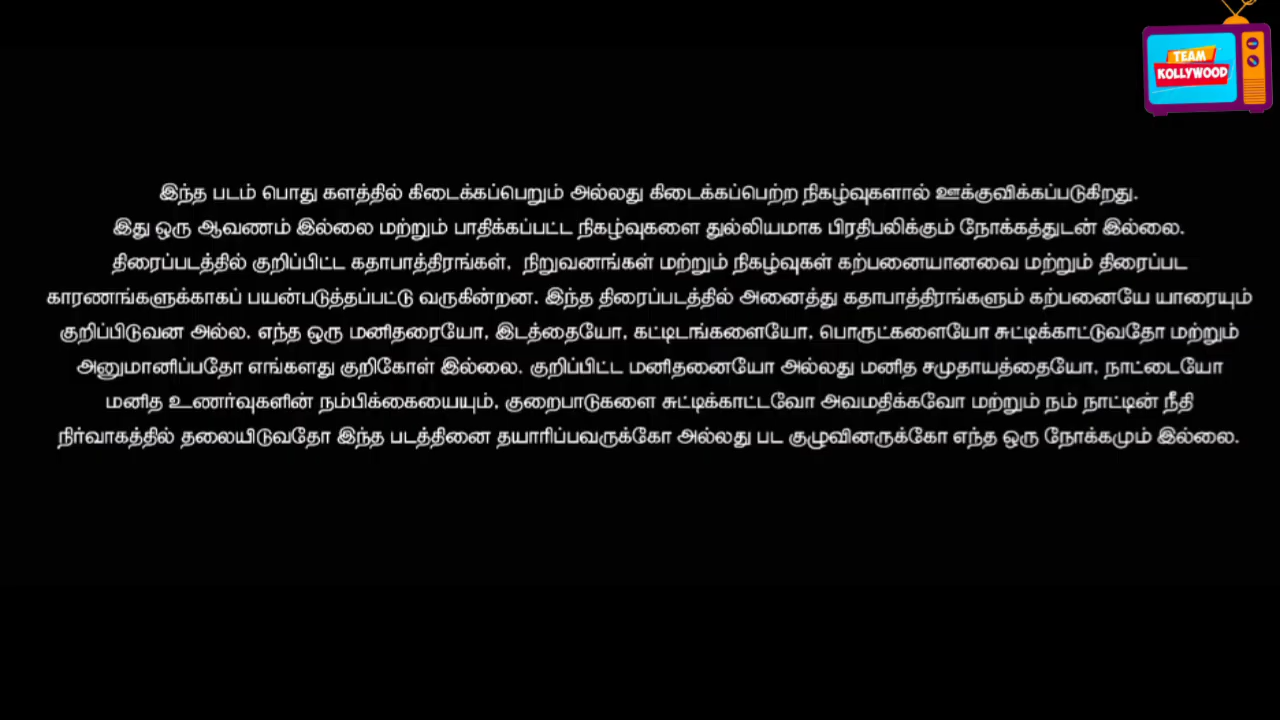 TEAM
KOLLYWOOD
இந்த படம் பொது களத்தில் கிடைக்கப்பெறும் அல்லது கிடைக்கப்பெற்ற நிகழ்வுகளால் ஊக்குவிக்கப்படுகிறது.
இது ஒரு ஆவணம் இல்லை மற்றும் பாதிக்கப்பட்ட நிகழ்வுகளை துல்லியமாக பிரதிபலிக்கும் நோக்கத்துடன் இல்லை.
திரைப்படத்தில் குறிப்பிட்ட கதாபாத்திரங்கள், நிறுவனங்கள் மற்றும் நிகழ்வுகள் கற்பனையானவை மற்றும் திரைப்பட
காரணங்களுக்காகப் பயன்படுத்தப்பட்டு வருகின்றன. இந்த திரைப்படத்தில் அனைத்து கதாபாத்திரங்களும் கற்பனையே யாரையும்
குறிப்பிடுவன அல்ல. எந்த ஒரு மனிதரையோ, இடத்தையோ, கட்டிடங்களையோ, பொருட்களையோ சுட்டிக்காட்டுவதோ மற்றும்
அனுமானிப்பதோ எங்களது குறிகோள் இல்லை. குறிப்பிட்ட மனிதனையோ அல்லது மனித சமுதாயத்தையோ, நாட்டையோ
மனித உணர்வுகளின் நம்பிக்கையையும், குறைபாடுகளை சுட்டிக்காட்டவோ அவமதிக்கவோ மற்றும் நம் நாட்டின் நீதி
நிர்வாகத்தில் தலையிடுவதோ இந்த படத்தினை தயாரிப்பவருக்கோ அல்லது பட குழுவினருக்கோ எந்த ஒரு நோக்கமும் இல்லை.